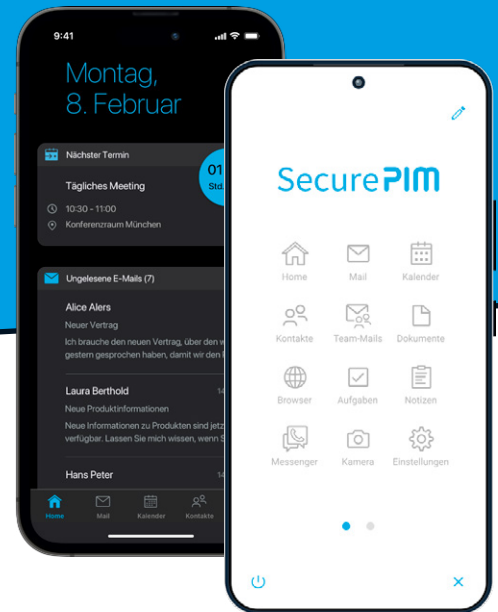 9:41
Montag,
8. Februar
Nächster Termin
01
Std.
Tägliches Meeting
10:30 - 11:00
Konferenzraum München
Ungelesene E-Mails (7)
Alice Alers
Neuer Vertrag
Ich brauche den neuen Vertrag, über den w
gestern gesprochen haben, damit wir den
Laura Berthold
Neue Produktinformationen
Neue Informationen zu Produkten sind jetz
verfügbar. Lassen Sie mich wissen, wenn S
Hans Peter
Home Mail Kalender Kontakte
SecurePIM
Home Mail Kalender
Kontakte Team-Mails Dokumente
Browser Aufgaben Notizen
Messenger Kamera Einstellungen